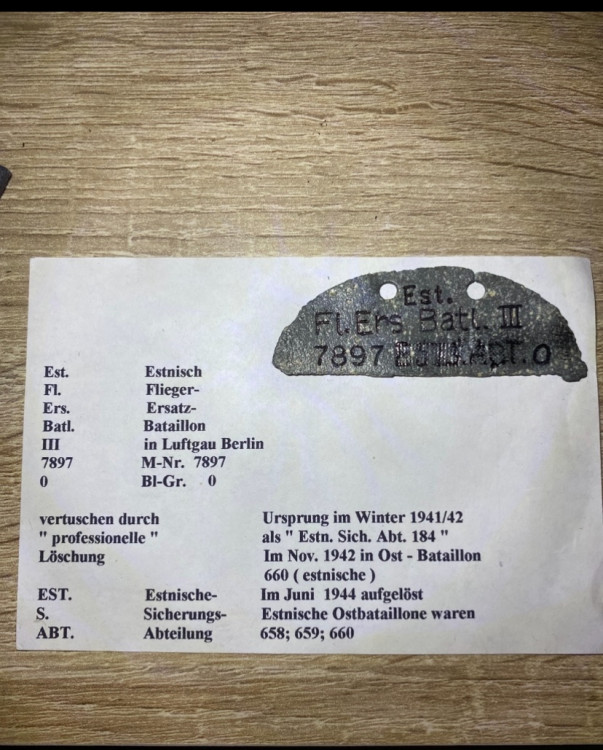 Est.
Fl.Ers Batl. III
7897 EST.S.ABT. 0
Est. Estnisch
Fl. Flieger-
Ers. Ersatz-
Batl. Bataillon
III in Luftgau Berlin
7897 M-Nr. 7897
0 Bl-Gr. 0
vertuschen durch Ursprung im Winter 1941/42
" professionelle " als " Estn. Sich. Abt. 184 "
Löschung Im Nov. 1942 in Ost - Bataillon
660 ( estnische )
EST. Estnische- Im Juni 1944 aufgelöst
S. Sicherungs- Estnische Ostbataillone waren
ABT. Abteilung 658; 659; 660